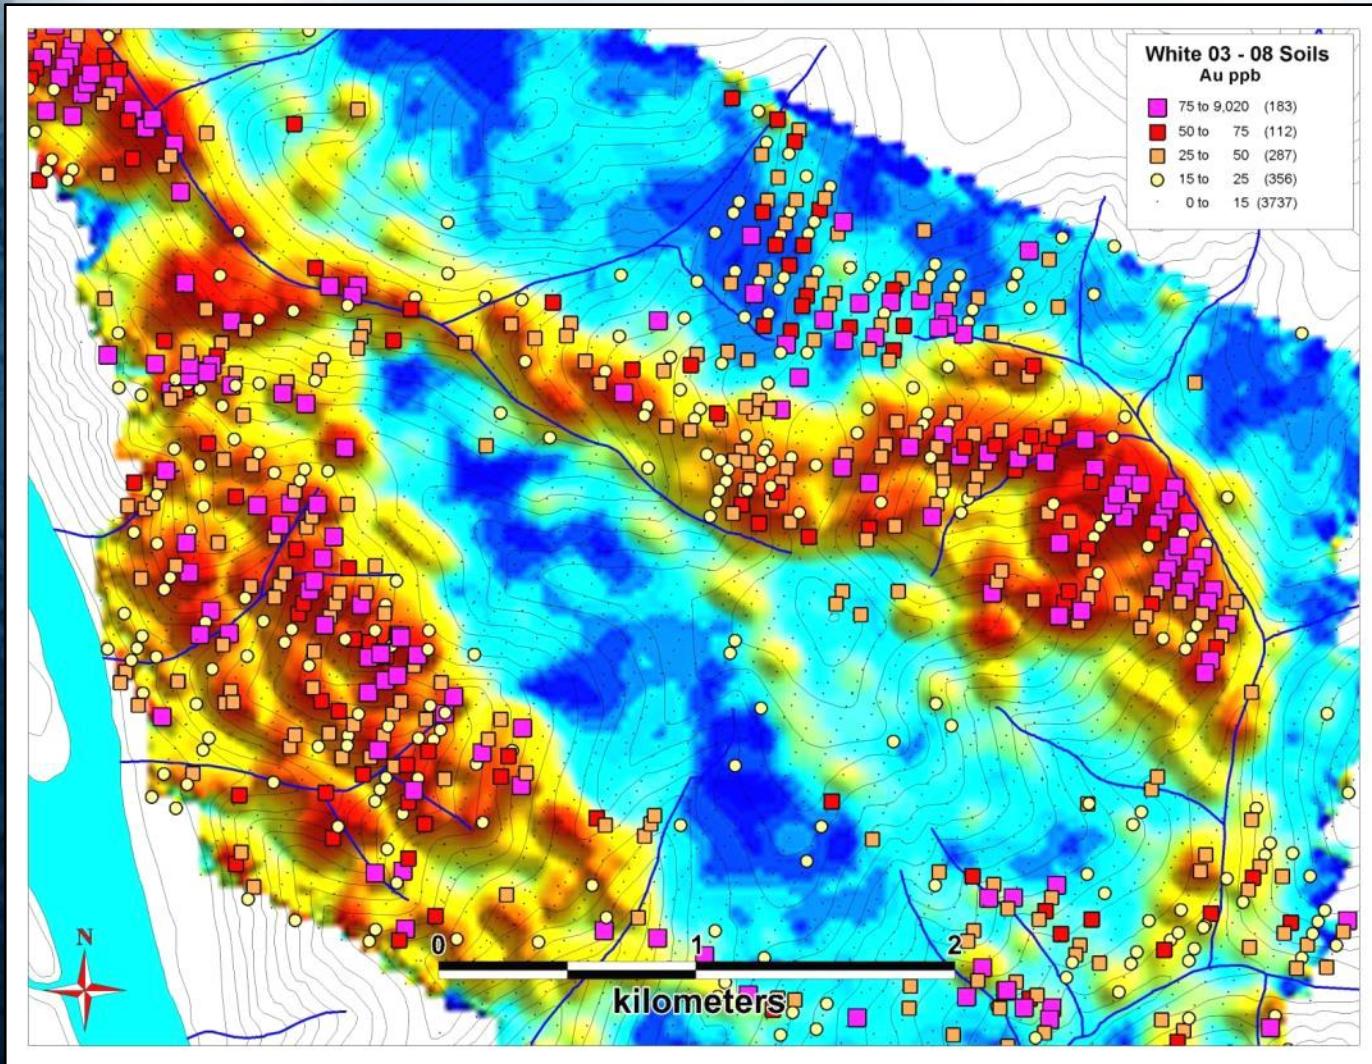 White 03 - 08 Soils
Au ppb
75 to 9,020 (183)
50 to 75 (112)
25 to 50 (287)
15 to 25 (356)
0 to 15 (3737)
0 1 2
kilometers
N